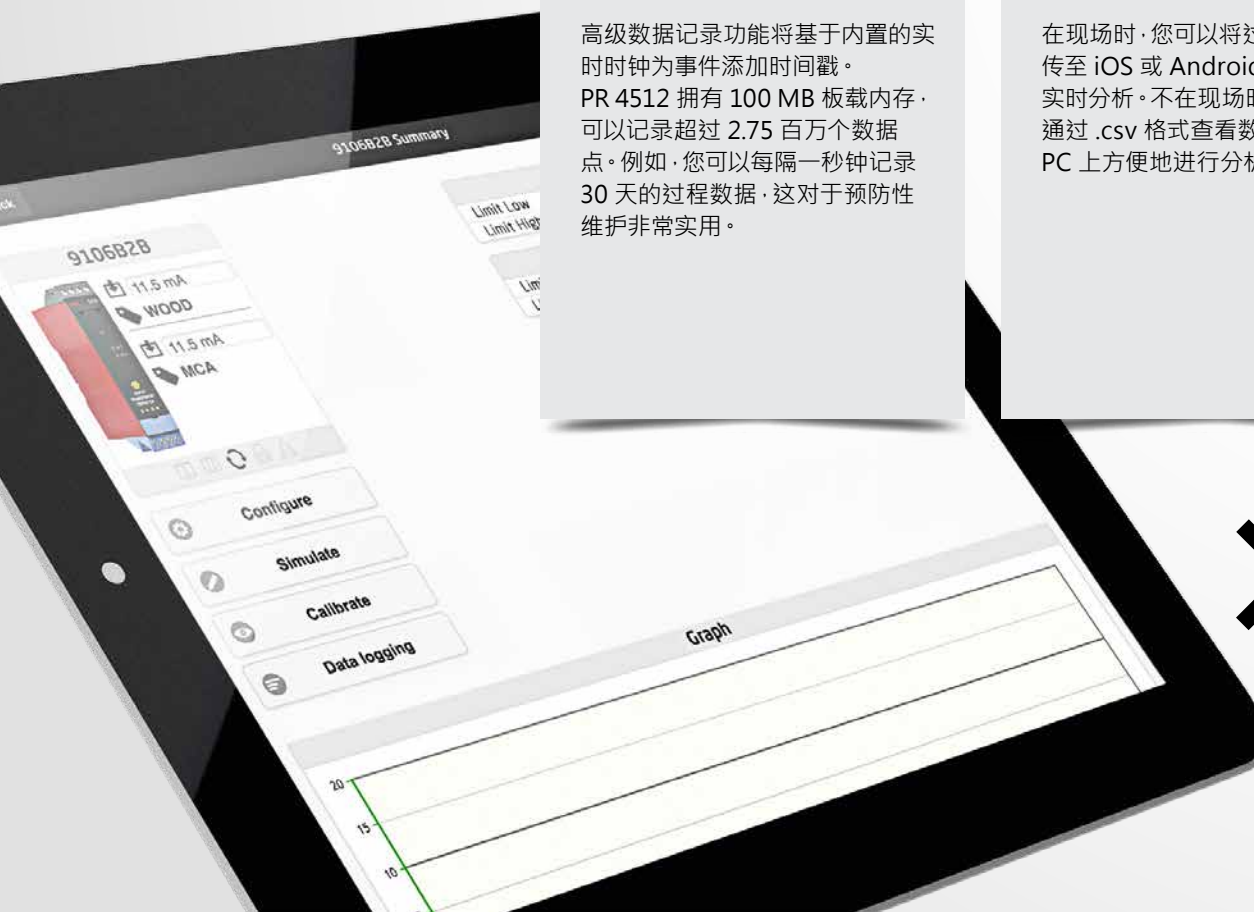 高级数据记录功能将基于内置的实
时时钟为事件添加时间戳。
PR 4512 拥有 100 MB 板载内存，
可以记录超过 2.75 百万个数据
点。例如，您可以每隔一秒钟记录
30 天的过程数据，这对于预防性
维护非常实用。
在现场时，您可以将过
传至 iOS 或 Android
实时分析。不在现场时
通过 .csv 格式查看数
PC 上方便地进行分析
9106B2B Summary
9106B2B
11.5 mA
WOOD
11.5 mA
MCA
Limit Low
Limit High
Configure
Simulate
Calibrate
Data logging
Graph
20
15
10